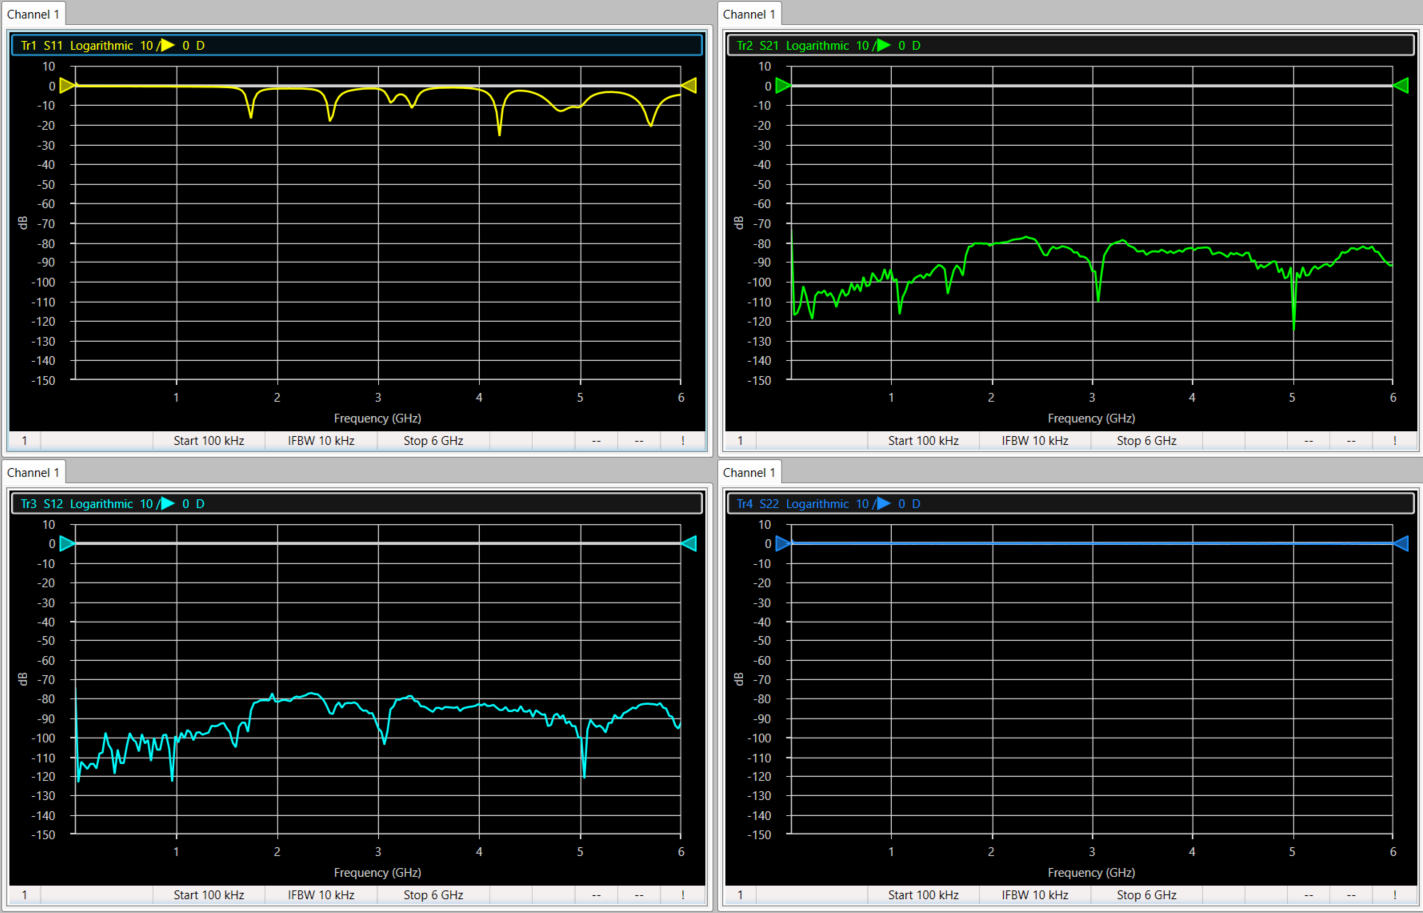 Channel 1
Tr1 S11 Logarithmic 10 / 0 D
10
0
-10
-20
-30
-40
-50
-60
-70
-80
-90
-100
-110
-120
-130
-140
-150
dB
1 2 3 4 5 6
Frequency (GHz)
1 Start 100 kHz IFBW 10 kHz Stop 6 GHz -- -- !
Channel 1
Tr2 S21 Logarithmic 10 / 0 D
10
0
-10
-20
-30
-40
-50
-60
-70
-80
-90
-100
-110
-120
-130
-140
-150
dB
1 2 3 4 5 6
Frequency (GHz)
1 Start 100 kHz IFBW 10 kHz Stop 6 GHz -- -- !
Channel 1
Tr3 S12 Logarithmic 10 / 0 D
10
0
-10
-20
-30
-40
-50
-60
-70
-80
-90
-100
-110
-120
-130
-140
-150
dB
1 2 3 4 5 6
Frequency (GHz)
1 Start 100 kHz IFBW 10 kHz Stop 6 GHz -- -- !
Channel 1
Tr4 S22 Logarithmic 10 / 0 D
10
0
-10
-20
-30
-40
-50
-60
-70
-80
-90
-100
-110
-120
-130
-140
-150
dB
1 2 3 4 5 6
Frequency (GHz)
1 Start 100 kHz IFBW 10 kHz Stop 6 GHz -- -- !